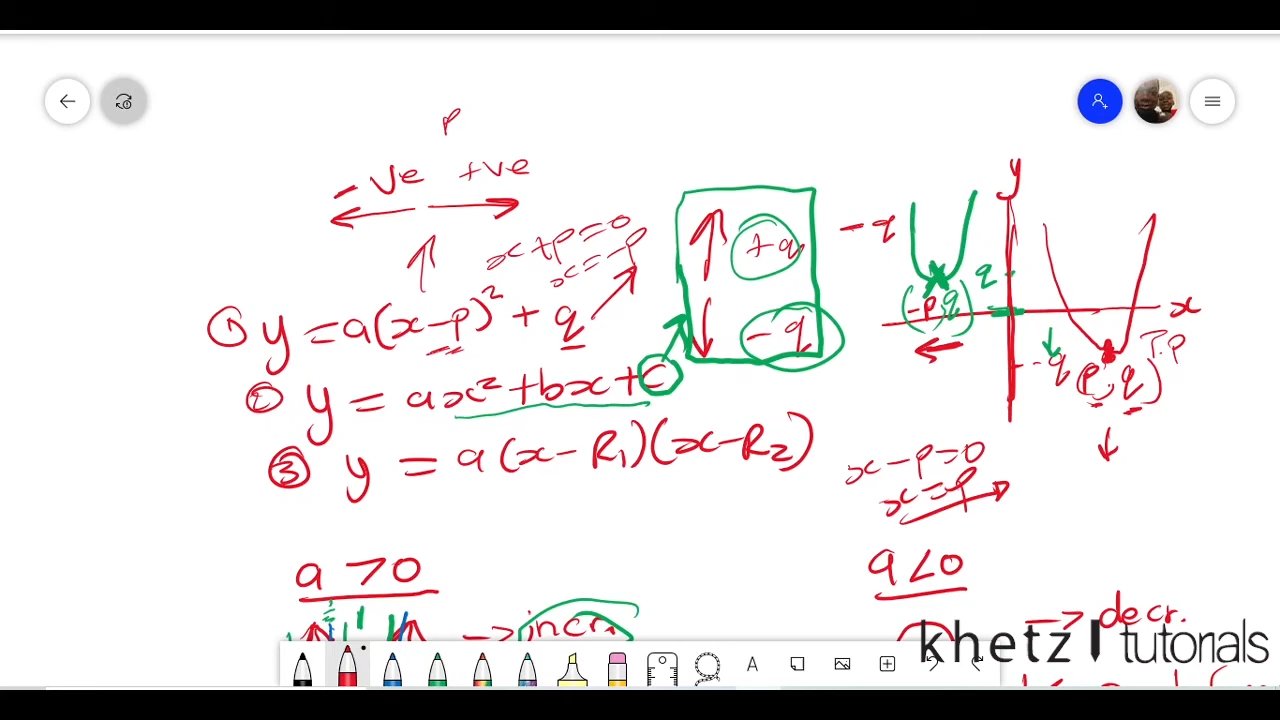 p
-ve +ve
x+p=0
x=-p
① y=a(x-p)²+q
② y=ax²+bx+c
③ y=a(x-R₁)(x-R₂)
+q
-q
-q
y
q
(-p,q)
x
-q
T.P
(p,q)
x-p=0
x=p
a>0
a<0
-> incr.
-> decr.
khetz tutorials
A